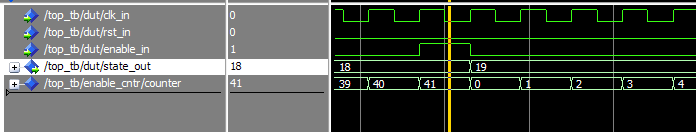 /top_tb/dut/clk_in 0
/top_tb/dut/rst_in 0
/top_tb/dut/enable_in 1
/top_tb/dut/state_out 18 18 19
/top_tb/enable_cntr/counter 41 39 40 41 0 1 2 3 4